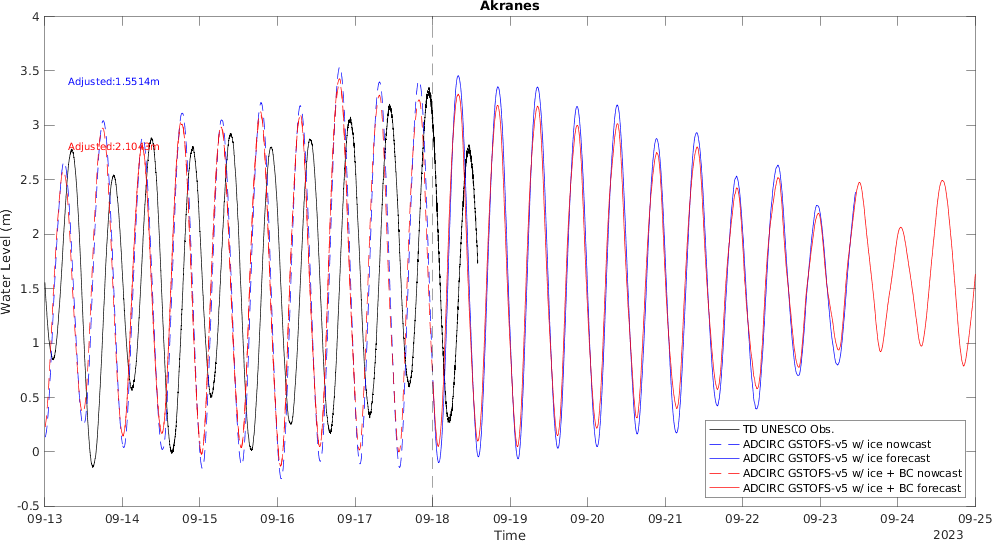 Akranes
4
3.5
3
2.5
2
1.5
1
0.5
0
-0.5
Water Level (m)
Adjusted:1.5514m
TD UNESCO Obs.
ADCIRC GSTOFS-v5 w/ ice nowcast
ADCIRC GSTOFS-v5 w/ ice forecast
ADCIRC GSTOFS-v5 w/ ice + BC nowcast
ADCIRC GSTOFS-v5 w/ ice + BC forecast
09-13 09-14 09-15 09-16 09-17 09-18 09-19 09-20 09-21 09-22 09-23 09-24 09-25
Time
2023